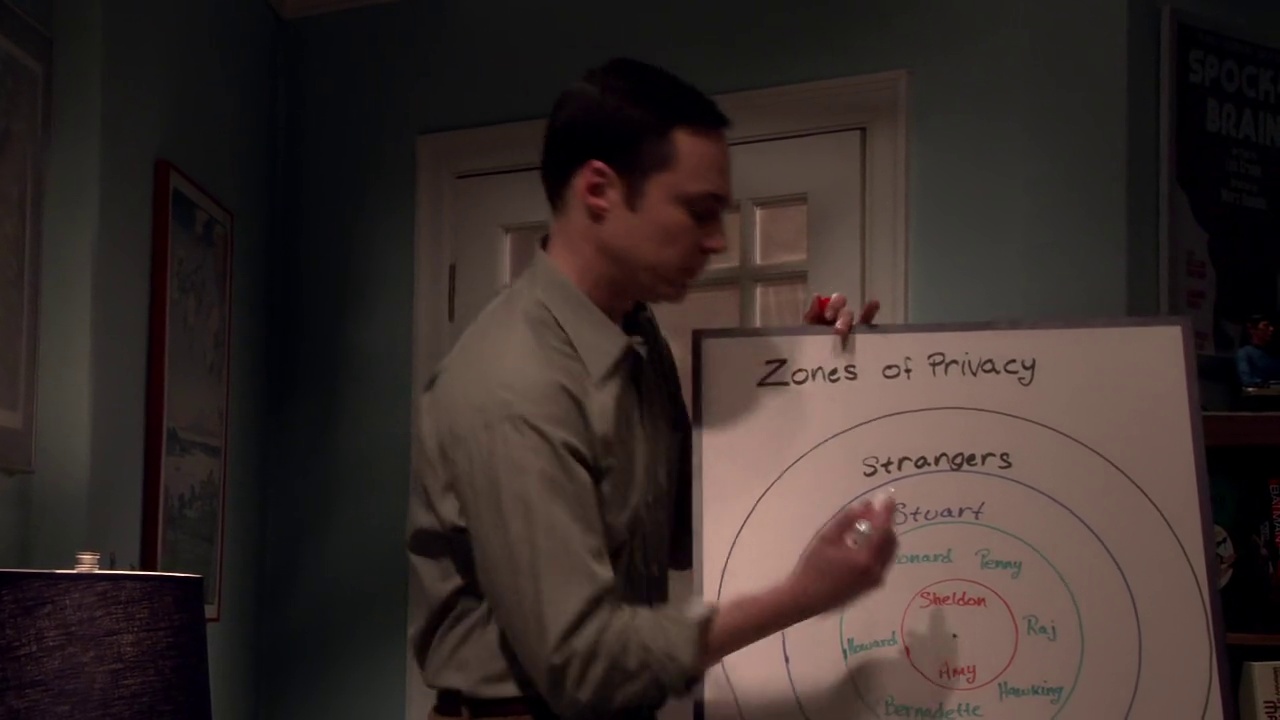 SPOCK
BRAIN
Zones of Privacy
Strangers
Stuart
Penny
Sheldon
Howard
Raj
Amy
Hawking
Bernadette